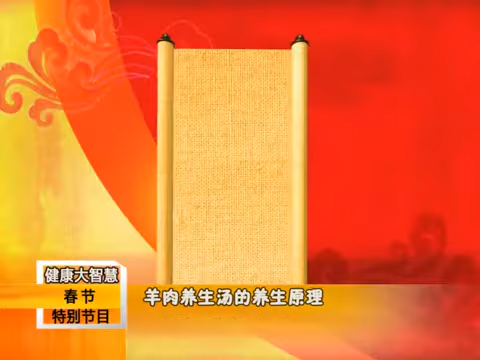 健康大智慧
春节
特别节目
羊肉养生汤的养生原理